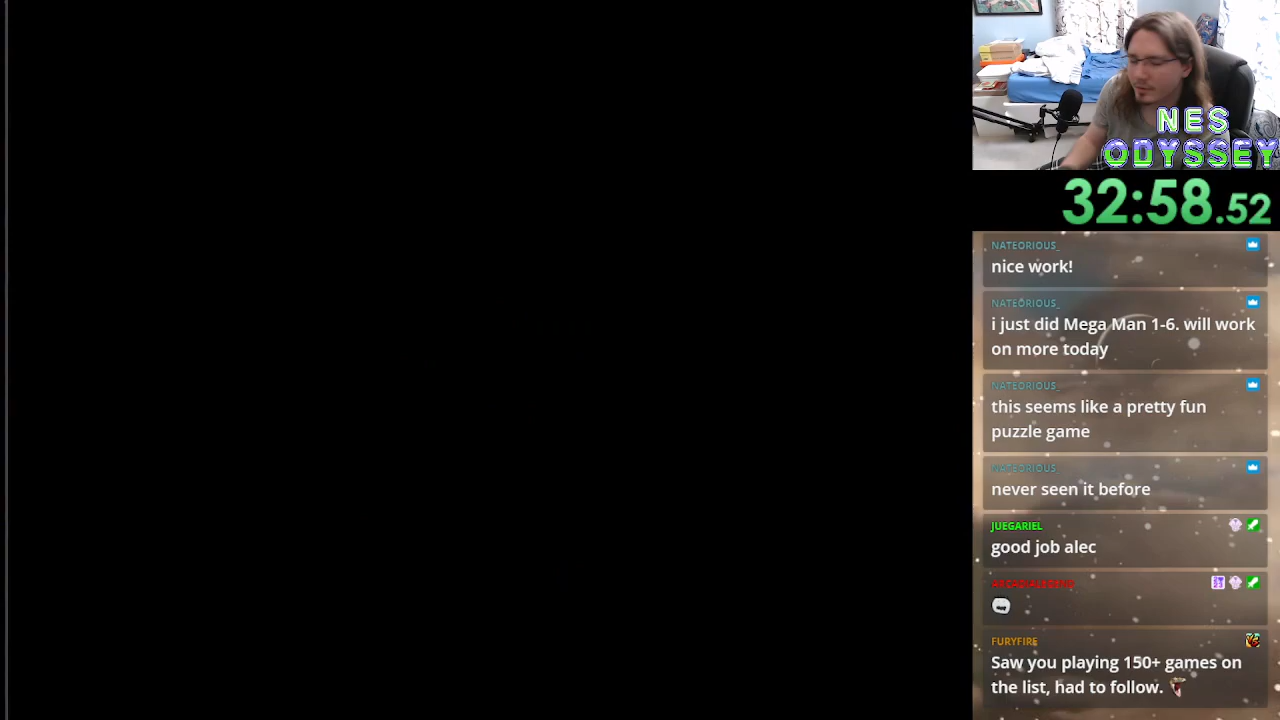 NES
ODYSSEY
32:58.52
NATEORIOUS_
nice work!
NATEORIOUS_
i just did Mega Man 1-6. will work
on more today
NATEORIOUS_
this seems like a pretty fun
puzzle game
NATEORIOUS_
never seen it before
JUEGARIEL
good job alec
FURYFIRE
Saw you playing 150+ games on
the list, had to follow.